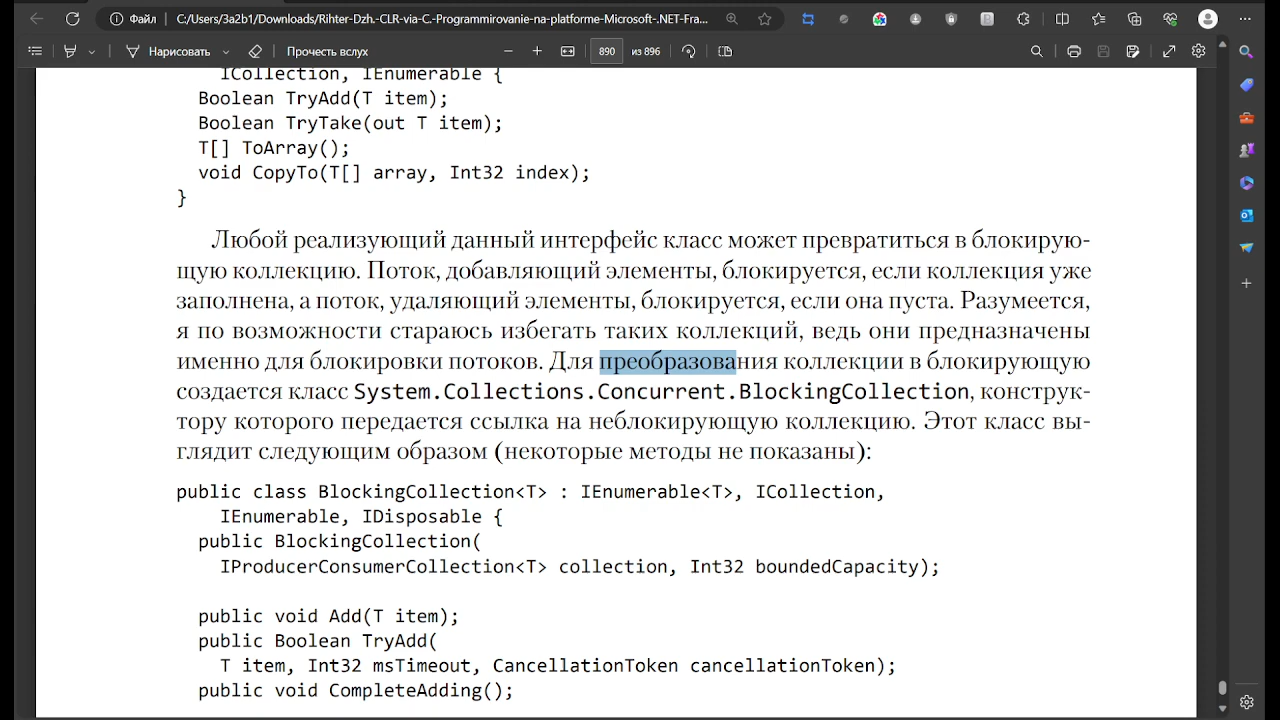 Файл
C:/Users/3a2b1/Downloads/Rihter-Dzh.-CLR-via-C.-Programmirovanie-na-platforme-Microsoft-.NET-Fra...
Нарисовать
Прочесть вслух
890 из 896
ICollection, IEnumerable {
Boolean TryAdd(T item);
Boolean TryTake(out T item);
T[] ToArray();
void CopyTo(T[] array, Int32 index);
}
Любой реализующий данный интерфейс класс может превратиться в блокирую-
щую коллекцию. Поток, добавляющий элементы, блокируется, если коллекция уже
заполнена, а поток, удаляющий элементы, блокируется, если она пуста. Разумеется,
я по возможности стараюсь избегать таких коллекций, ведь они предназначены
именно для блокировки потоков. Для преобразования коллекции в блокирующую
создается класс System.Collections.Concurrent.BlockingCollection, конструк-
тору которого передается ссылка на неблокирующую коллекцию. Этот класс вы-
глядит следующим образом (некоторые методы не показаны):
public class BlockingCollection<T> : IEnumerable<T>, ICollection,
IEnumerable, IDisposable {
public BlockingCollection(
IProducerConsumerCollection<T> collection, Int32 boundedCapacity);
public void Add(T item);
public Boolean TryAdd(
T item, Int32 msTimeout, CancellationToken cancellationToken);
public void CompleteAdding();